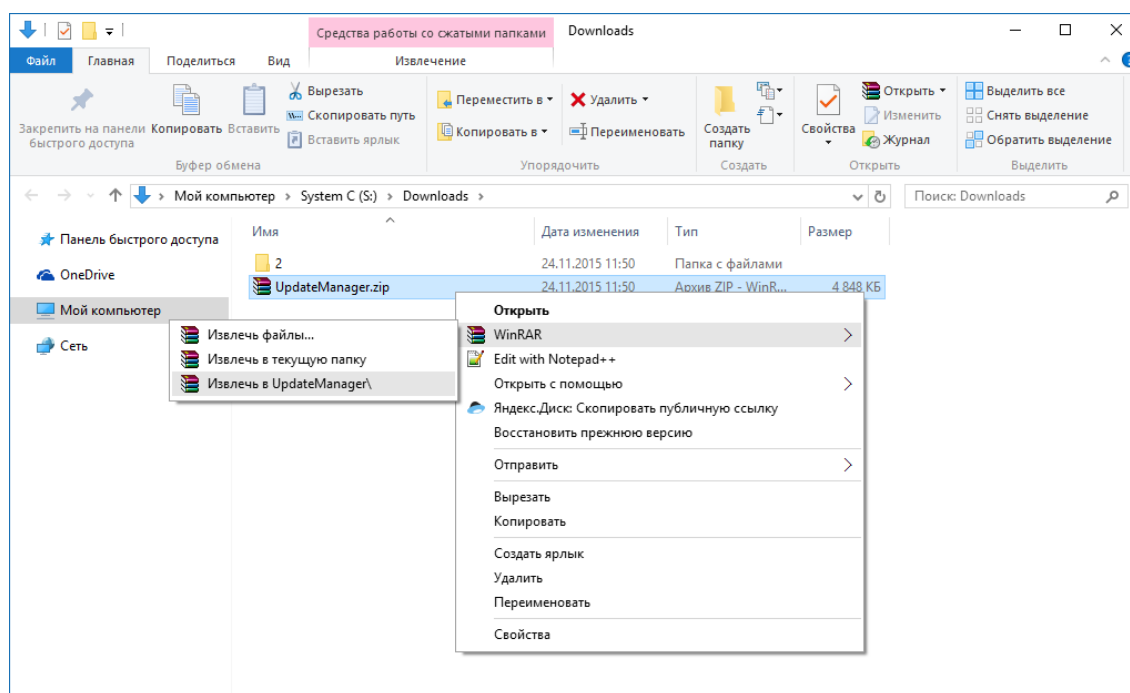 Средства работы со сжатыми папками
Downloads
Файл
Главная
Поделиться
Вид
Извлечение
Закрепить на панели
быстрого доступа
Копировать
Вставить
Вырезать
Скопировать путь
Вставить ярлык
Буфер обмена
Переместить в
Копировать в
Удалить
Переименовать
Упорядочить
Создать
папку
Создать
Свойства
Открыть
Изменить
Журнал
Открыть
Выделить все
Снять выделение
Обратить выделение
Выделить
Мой компьютер › System C (S:) › Downloads ›
Поиск: Downloads
Панель быстрого доступа
OneDrive
Мой компьютер
Сеть
Имя Дата изменения Тип Размер
2 24.11.2015 11:50 Папка с файлами
UpdateManager.zip 24.11.2015 11:50 Архив ZIP - WinR... 4 848 КБ
Открыть
WinRAR
Edit with Notepad++
Открыть с помощью
Яндекс.Диск: Скопировать публичную ссылку
Восстановить прежнюю версию
Отправить
Вырезать
Копировать
Создать ярлык
Удалить
Переименовать
Свойства
Извлечь файлы...
Извлечь в текущую папку
Извлечь в UpdateManager\